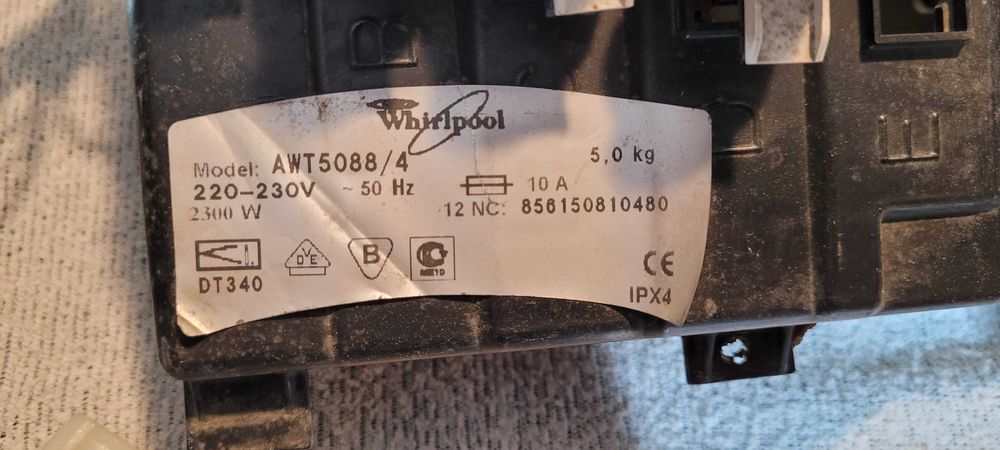 B
D
E
Whirlpool
Model: AWT5088/4
5,0 kg
220-230V ~ 50 Hz
10 A
2300 W
12 NC: 856150810480
DVE
B
DT340
CE
IPX4